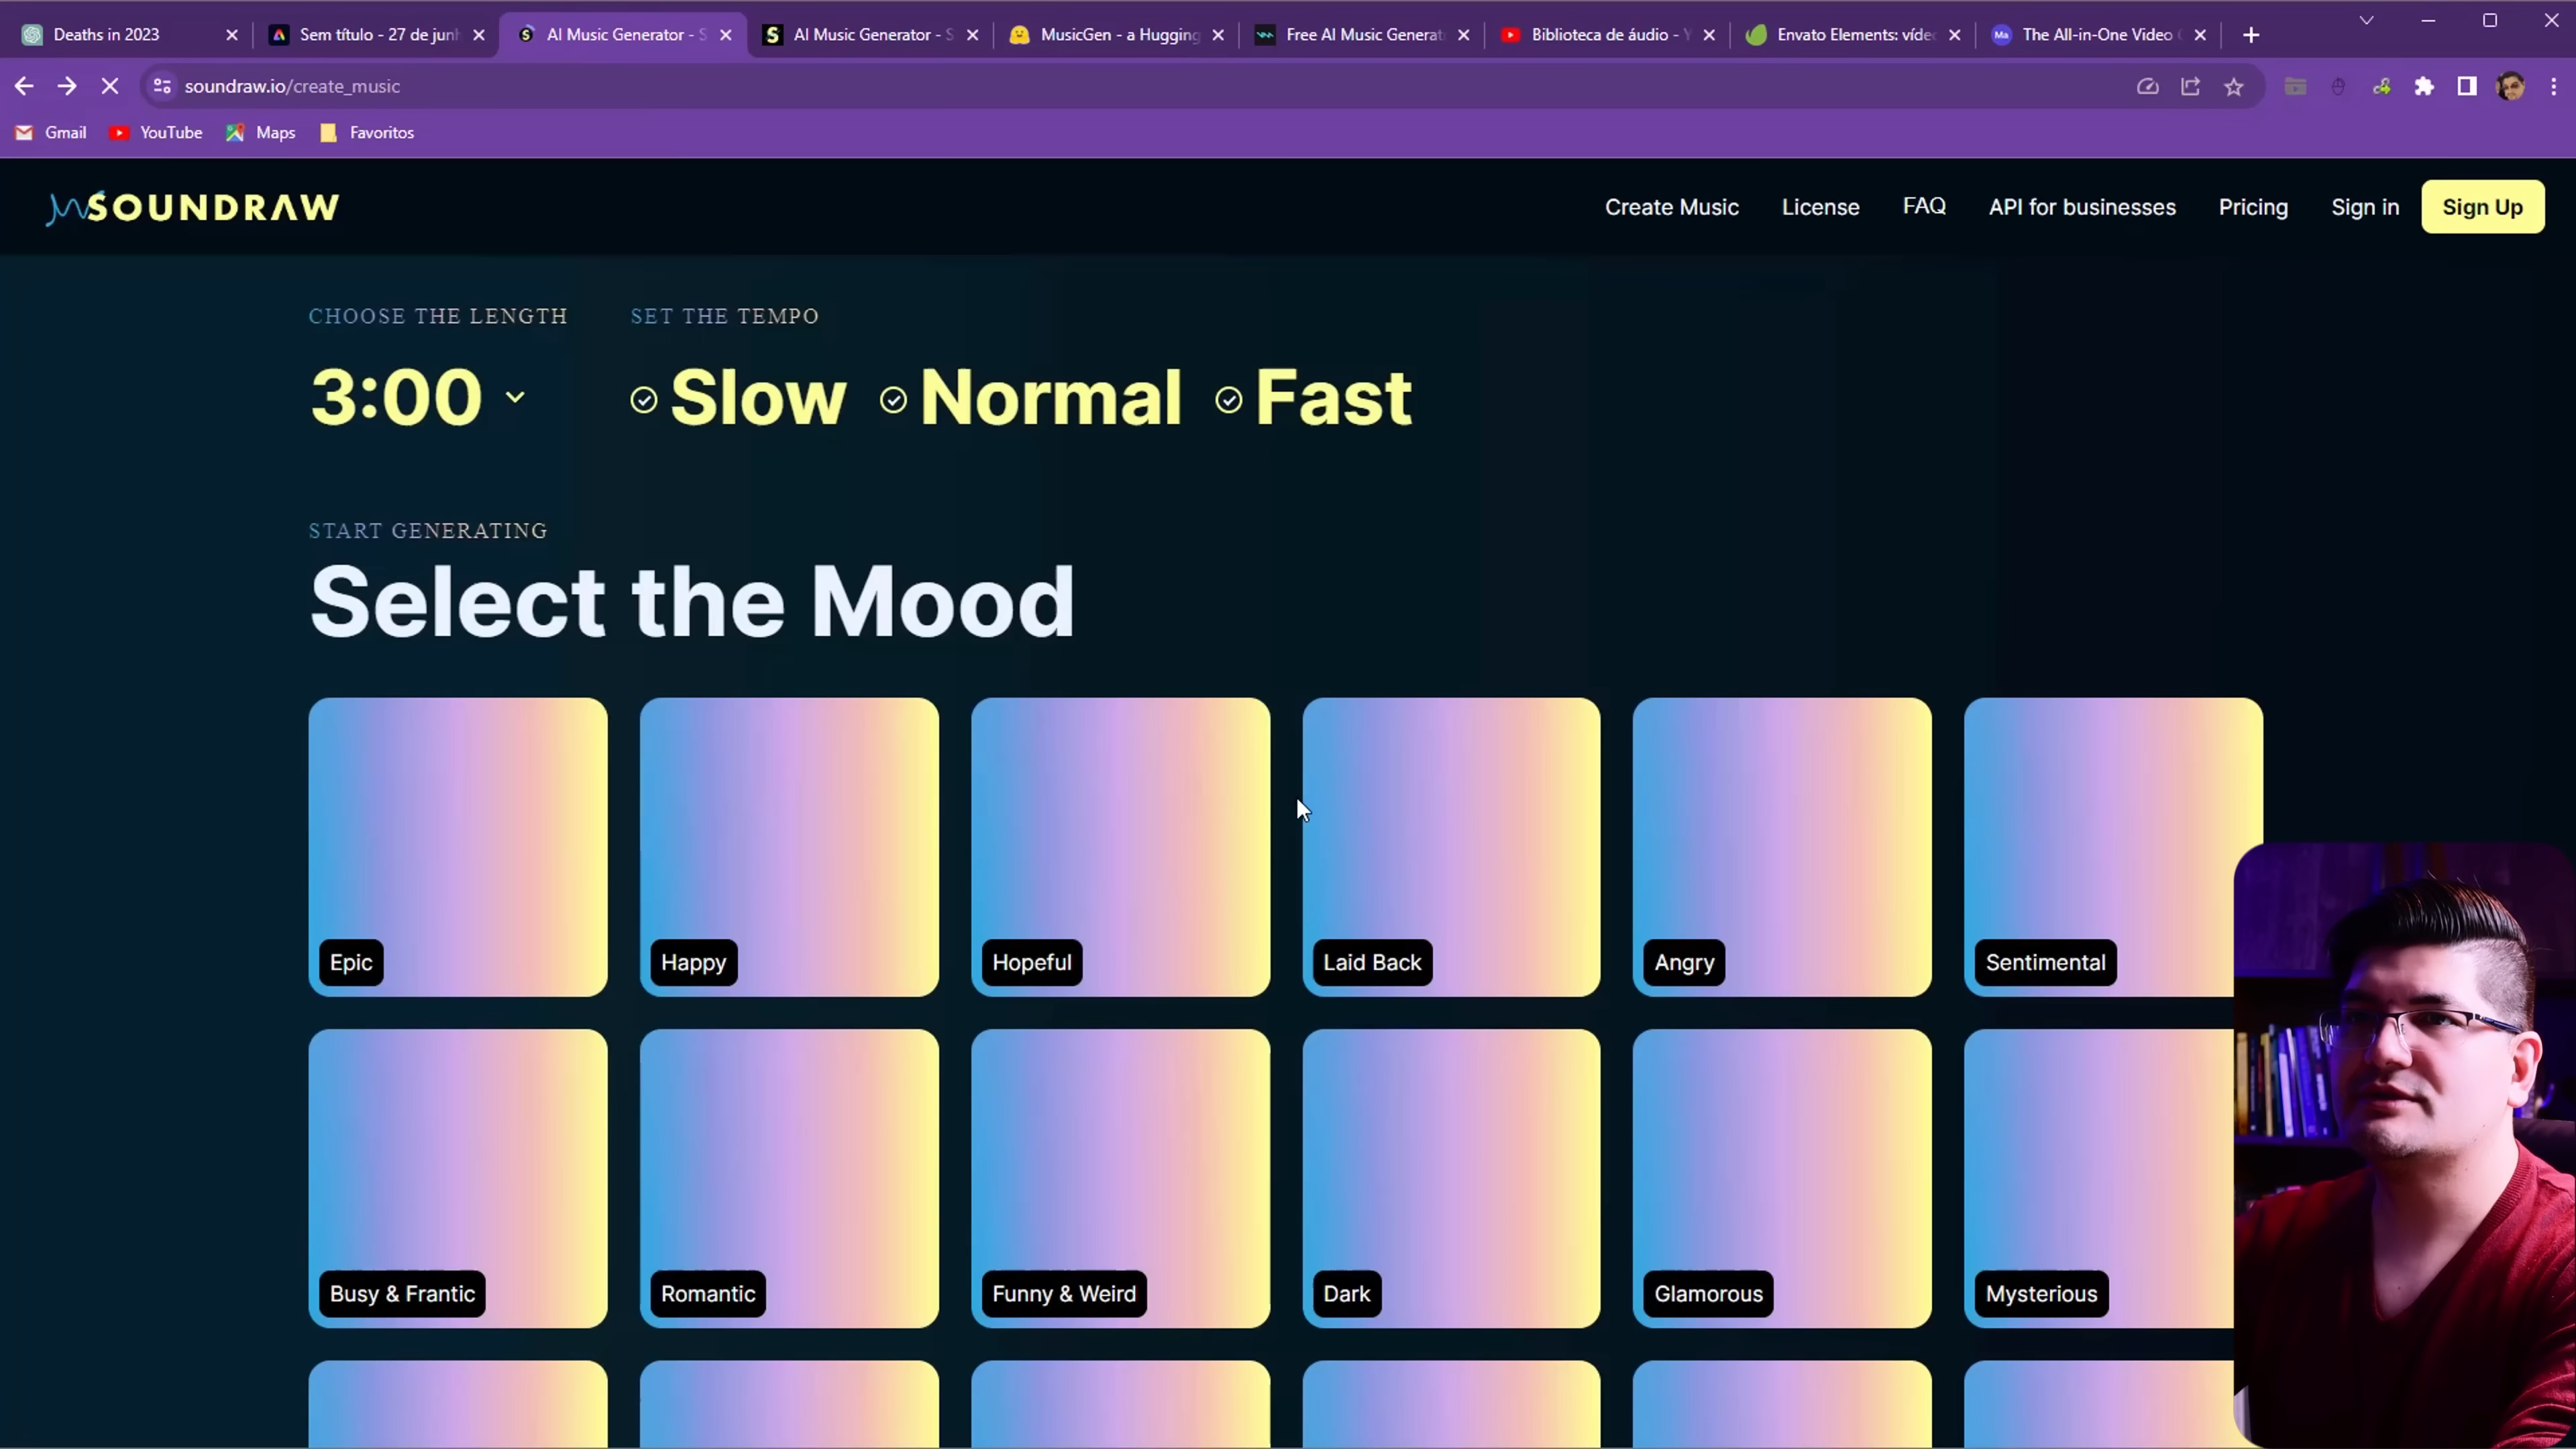 Deaths in 2023
Sem título - 27 de jun
AI Music Generator - S
AI Music Generator - S
MusicGen - a Hugging
Free AI Music Generat
Biblioteca de áudio - Y
Envato Elements: víde
Ma
The All-in-One Video
soundraw.io/create_music
Gmail
YouTube
Maps
Favoritos
SOUNDRAW
Create Music
License
FAQ
API for businesses
Pricing
Sign in
Sign Up
CHOOSE THE LENGTH
SET THE TEMPO
3:00
Slow
Normal
Fast
START GENERATING
Select the Mood
Epic
Happy
Hopeful
Laid Back
Angry
Sentimental
Busy & Frantic
Romantic
Funny & Weird
Dark
Glamorous
Mysterious